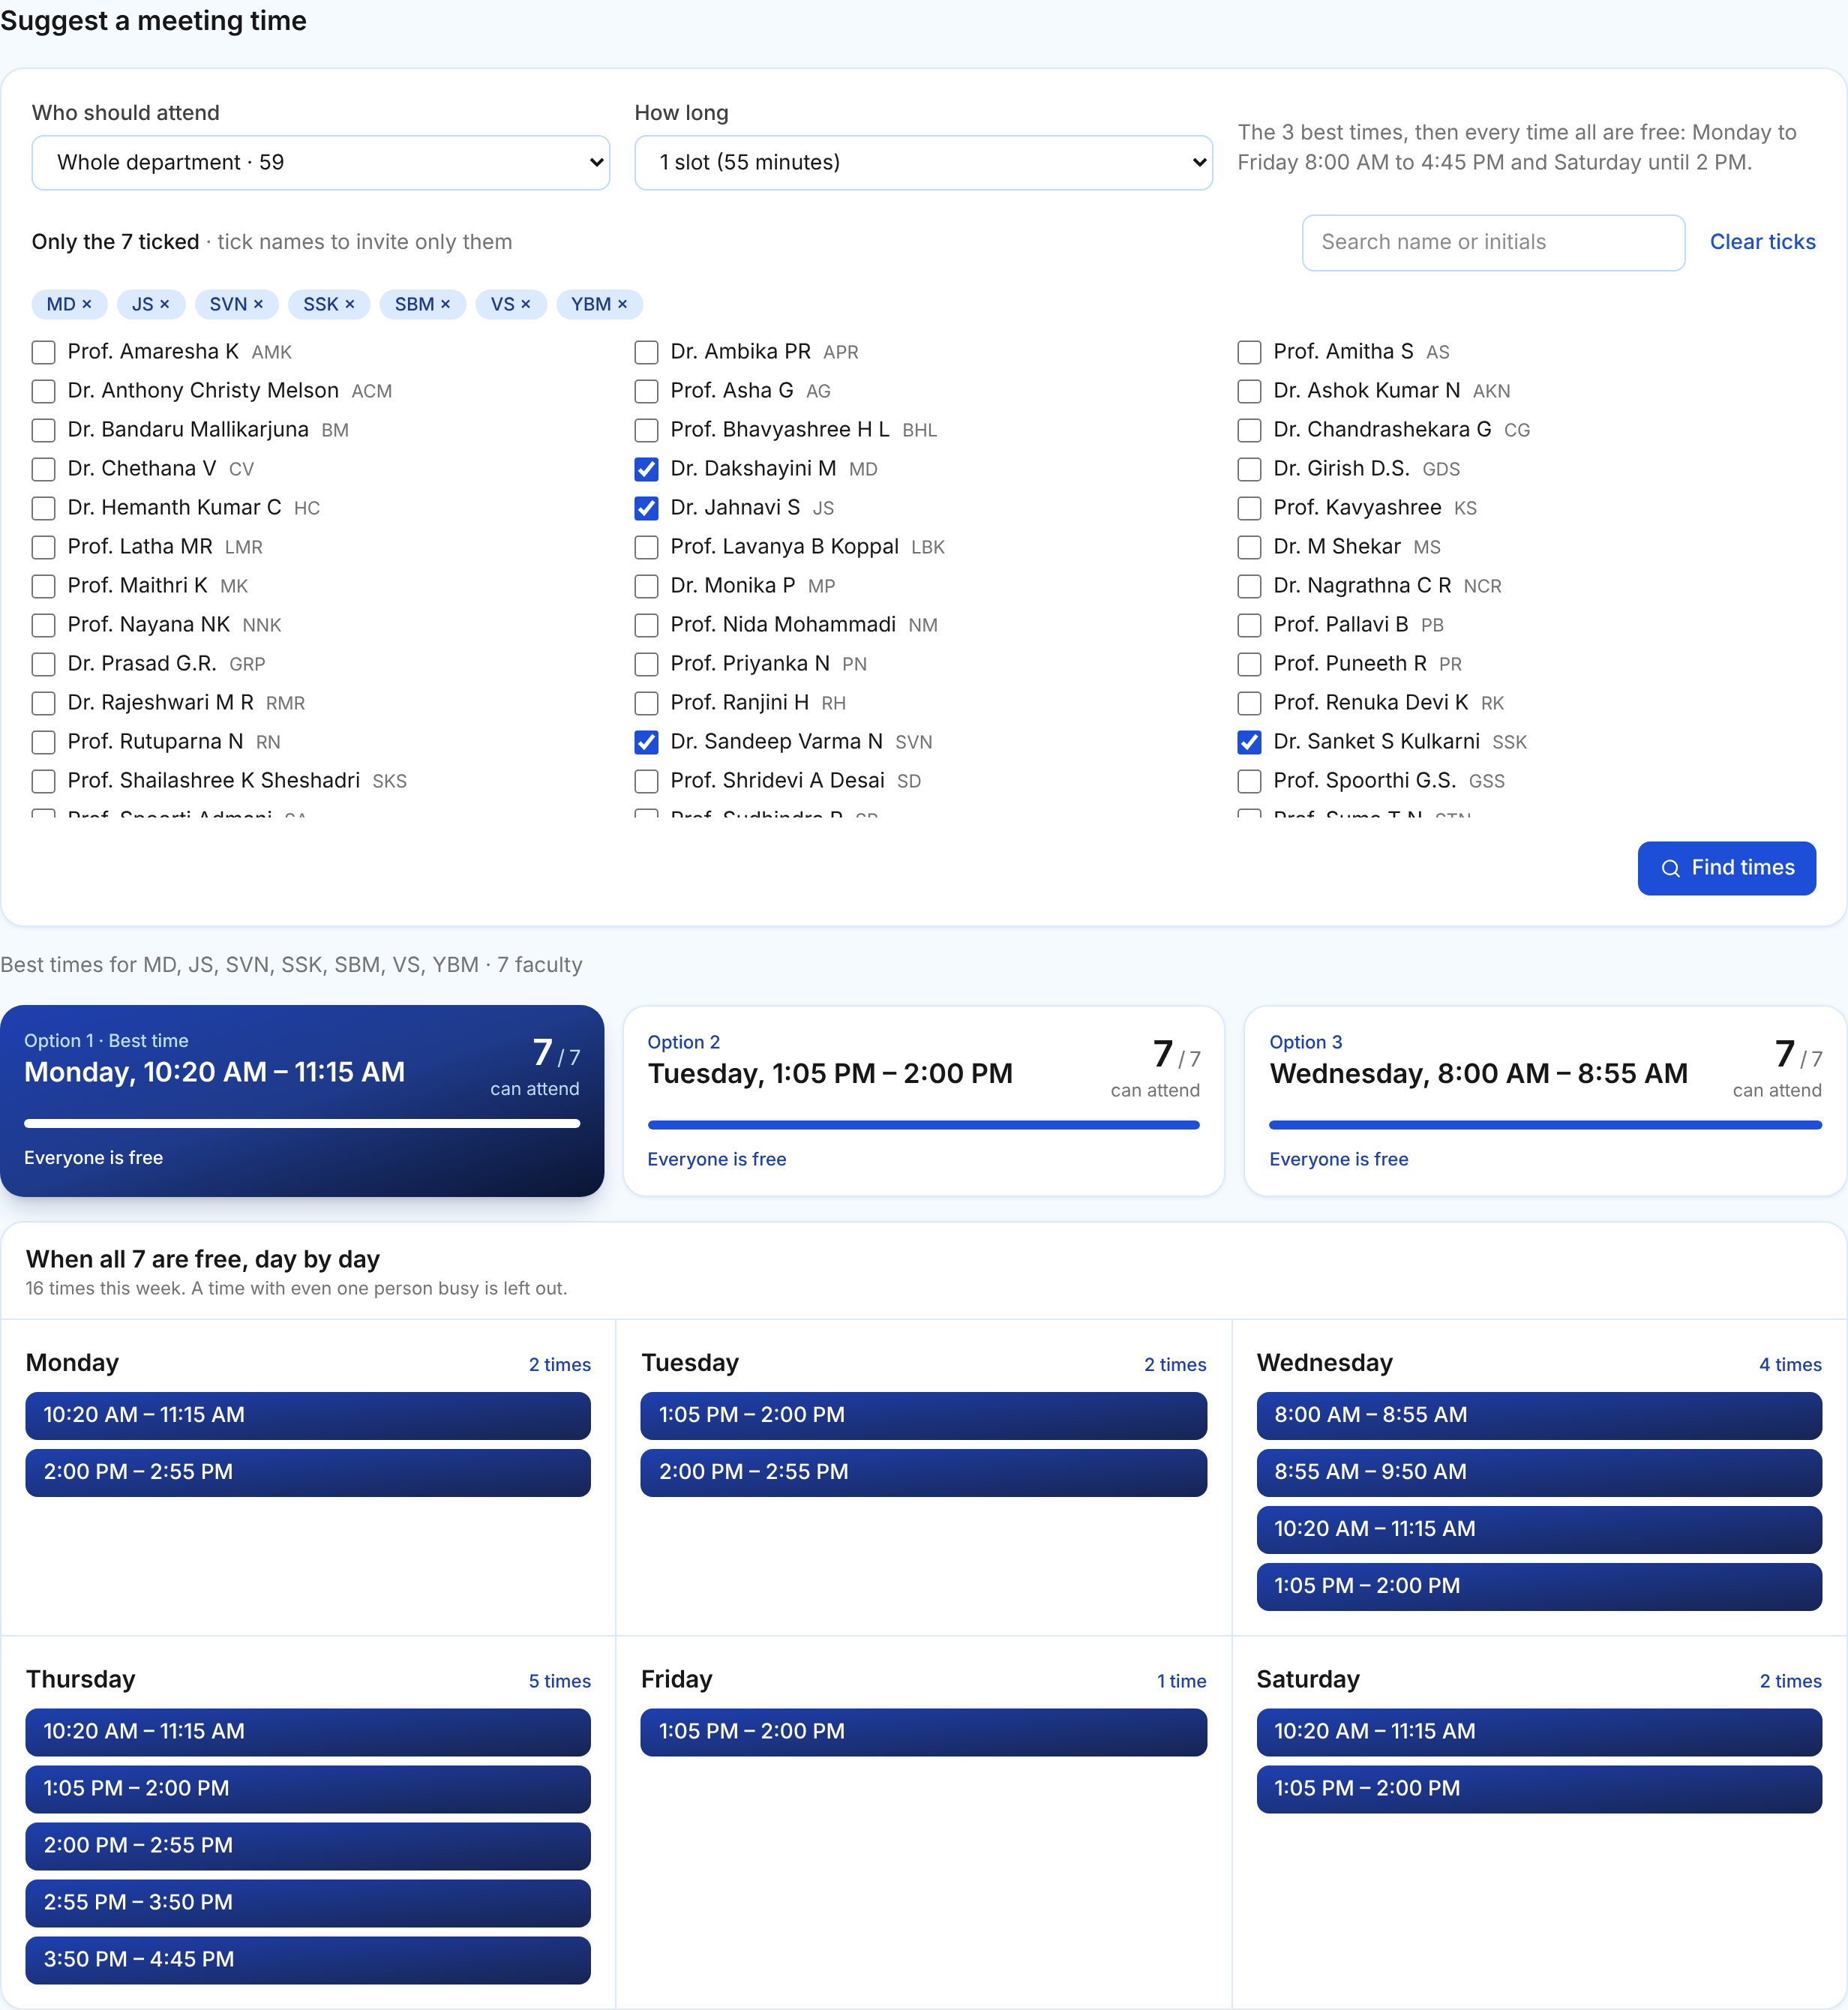 Suggest a meeting time
Who should attend
Whole department · 59
How long
1 slot (55 minutes)
The 3 best times, then every time all are free: Monday to
Friday 8:00 AM to 4:45 PM and Saturday until 2 PM.
Only the 7 ticked · tick names to invite only them
Search name or initials
Clear ticks
MD × JS × SVN × SSK × SBM × VS × YBM ×
Prof. Amaresha K AMK
Dr. Ambika PR APR
Prof. Amitha S AS
Dr. Anthony Christy Melson ACM
Prof. Asha G AG
Dr. Ashok Kumar N AKN
Dr. Bandaru Mallikarjuna BM
Prof. Bhavyashree H L BHL
Dr. Chandrashekara G CG
Dr. Chethana V CV
Dr. Dakshayini M MD
Dr. Girish D.S. GDS
Dr. Hemanth Kumar C HC
Dr. Jahnavi S JS
Prof. Kavyashree KS
Prof. Latha MR LMR
Prof. Lavanya B Koppal LBK
Dr. M Shekar MS
Prof. Maithri K MK
Dr. Monika P MP
Dr. Nagrathna C R NCR
Prof. Nayana NK NNK
Prof. Nida Mohammadi NM
Prof. Pallavi B PB
Dr. Prasad G.R. GRP
Prof. Priyanka N PN
Prof. Puneeth R PR
Dr. Rajeshwari M R RMR
Prof. Ranjini H RH
Prof. Renuka Devi K RK
Prof. Rutuparna N RN
Dr. Sandeep Varma N SVN
Dr. Sanket S Kulkarni SSK
Prof. Shailashree K Sheshadri SKS
Prof. Shridevi A Desai SD
Prof. Spoorthi G.S. GSS
Find times
Best times for MD, JS, SVN, SSK, SBM, VS, YBM · 7 faculty
Option 1 · Best time
Monday, 10:20 AM – 11:15 AM
7 / 7
can attend
Everyone is free
Option 2
Tuesday, 1:05 PM – 2:00 PM
7 / 7
can attend
Everyone is free
Option 3
Wednesday, 8:00 AM – 8:55 AM
7 / 7
can attend
Everyone is free
When all 7 are free, day by day
16 times this week. A time with even one person busy is left out.
Monday
2 times
10:20 AM – 11:15 AM
2:00 PM – 2:55 PM
Tuesday
2 times
1:05 PM – 2:00 PM
2:00 PM – 2:55 PM
Wednesday
4 times
8:00 AM – 8:55 AM
8:55 AM – 9:50 AM
10:20 AM – 11:15 AM
1:05 PM – 2:00 PM
Thursday
5 times
10:20 AM – 11:15 AM
1:05 PM – 2:00 PM
2:00 PM – 2:55 PM
2:55 PM – 3:50 PM
3:50 PM – 4:45 PM
Friday
1 time
1:05 PM – 2:00 PM
Saturday
2 times
10:20 AM – 11:15 AM
1:05 PM – 2:00 PM